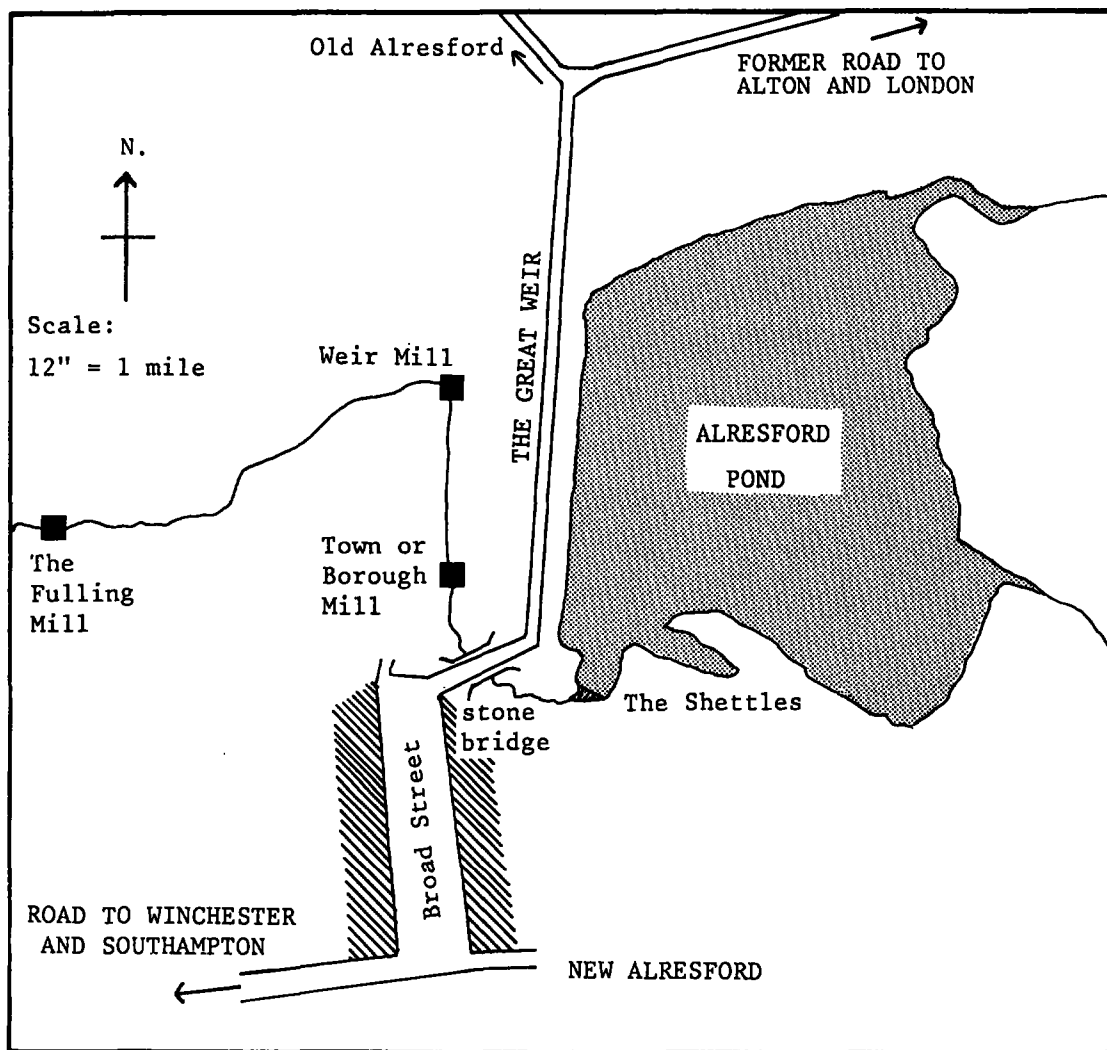 Old Alresford
FORMER ROAD TO
ALTON AND LONDON
N.
Scale:
12" = 1 mile
Weir Mill
THE GREAT WEIR
ALRESFORD
POND
The
Fulling
Mill
Town or
Borough
Mill
The Shettles
stone
bridge
Broad Street
ROAD TO WINCHESTER
AND SOUTHAMPTON
NEW ALRESFORD